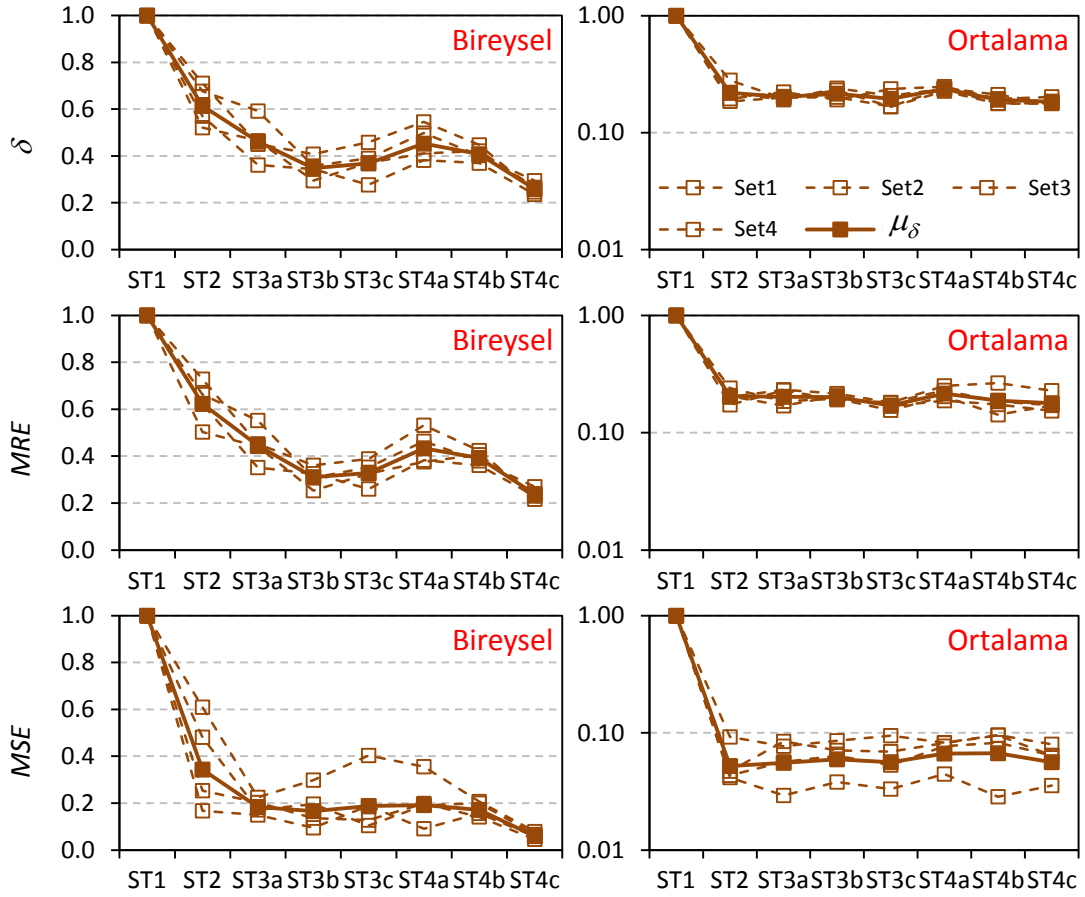 1.0
0.8
0.6
0.4
0.2
0.0
δ
Bireysel
ST1 ST2 ST3a ST3b ST3c ST4a ST4b ST4c
1.00
0.10
0.01
Ortalama
Set1 Set2 Set3
Set4 μδ
ST1 ST2 ST3a ST3b ST3c ST4a ST4b ST4c
1.0
0.8
0.6
0.4
0.2
0.0
MRE
Bireysel
ST1 ST2 ST3a ST3b ST3c ST4a ST4b ST4c
1.00
0.10
0.01
Ortalama
ST1 ST2 ST3a ST3b ST3c ST4a ST4b ST4c
1.0
0.8
0.6
0.4
0.2
0.0
MSE
Bireysel
ST1 ST2 ST3a ST3b ST3c ST4a ST4b ST4c
1.00
0.10
0.01
Ortalama
ST1 ST2 ST3a ST3b ST3c ST4a ST4b ST4c